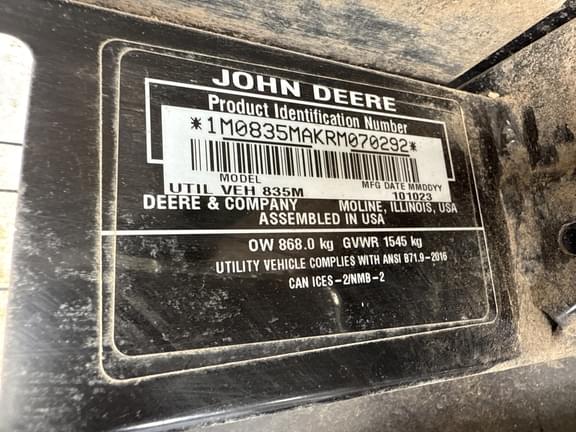 JOHN DEERE
Product Identification Number
*1M0835MAKRM070292*
MODEL MFG DATE MMDDYY
UTIL VEH 835M 101023
DEERE & COMPANY MOLINE, ILLINOIS, USA
ASSEMBLED IN USA
OW 868.0 kg GVWR 1545 kg
UTILITY VEHICLE COMPLIES WITH ANSI B71.9-2016
CAN ICES-2/NMB-2